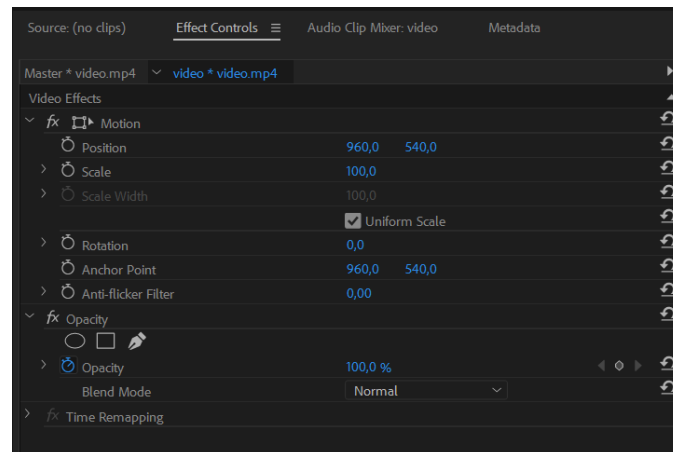 Source: (no clips) Effect Controls Audio Clip Mixer: video Metadata
Master * video.mp4 video * video.mp4
Video Effects
fx Motion
Position 960,0 540,0
Scale 100,0
Scale Width 100,0
Uniform Scale
Rotation 0,0
Anchor Point 960,0 540,0
Anti-flicker Filter 0,00
fx Opacity
Opacity 100,0 %
Blend Mode Normal
fx Time Remapping